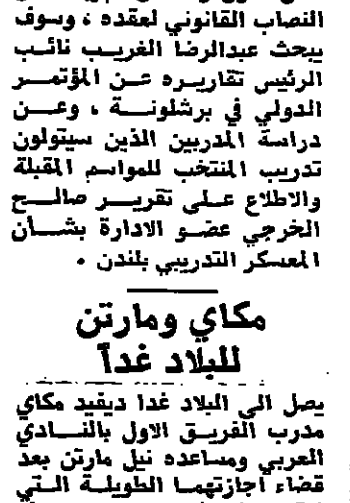 النصاب القانوني لعقده ، وسوف
يبحث عبدالرضا الغريب نائب
الرئيس تقاريره عن المؤتمر
الدولي في برشلونة ، وعن
دراسة المدربين الذين سيتولون
تدريب المنتخب للمواسم المقبلة
والاطلاع على تقرير صالح
الخرجي عضو الادارة بشأن
المعسكر التدريبي بلندن .
مكاي ومارتن
للبلاد غداً
يصل الى البلاد غدا ديفيد مكاي
مدرب الفريق الاول بالنادي
العربي ومساعده نيل مارتن بعد
قضاء اجازتهما الطويلة التي